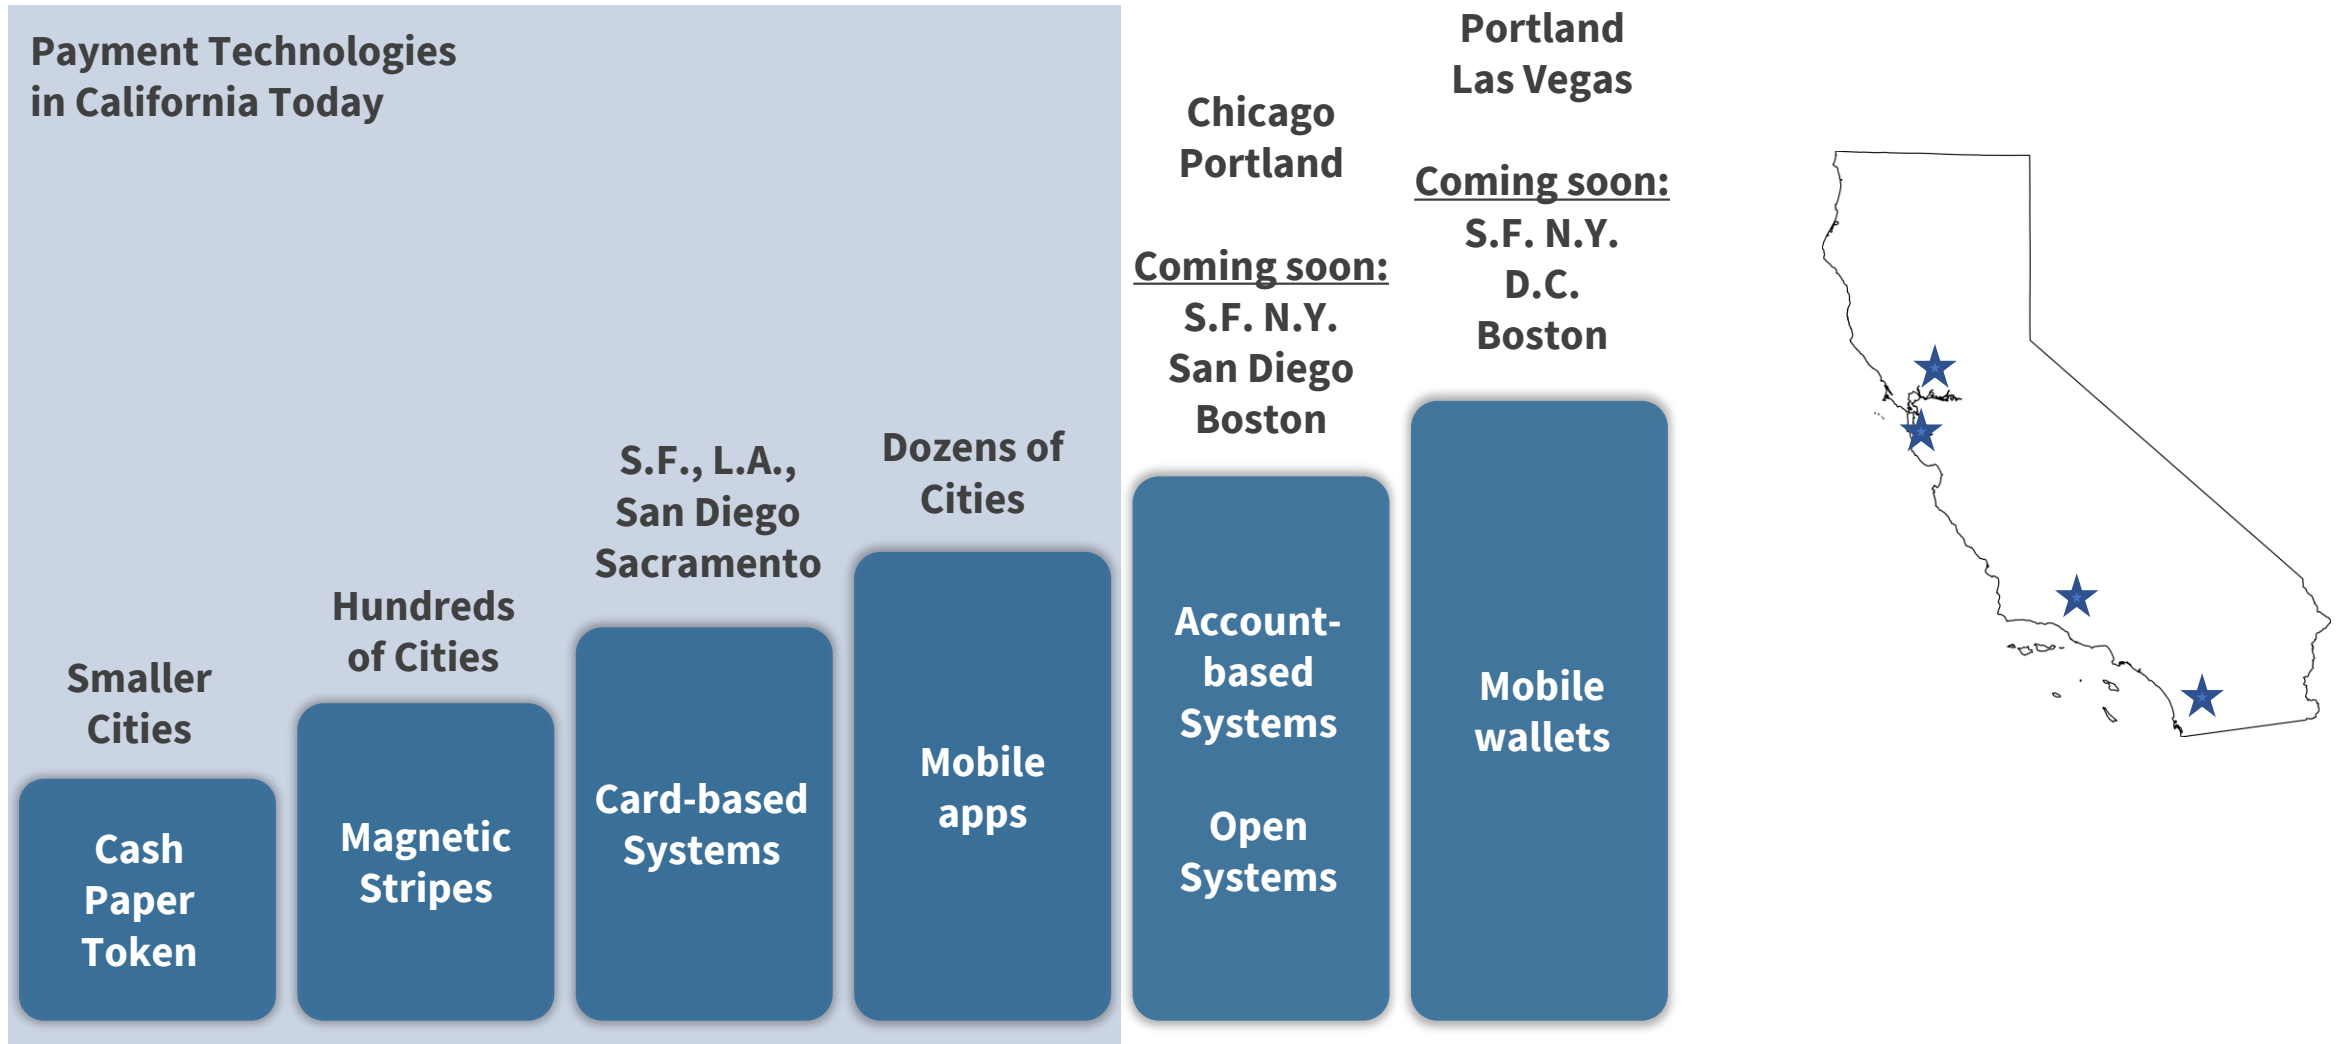 Payment Technologies
in California Today
Smaller
Cities
Cash
Paper
Token
Hundreds
of Cities
Magnetic
Stripes
S.F., L.A.,
San Diego
Sacramento
Card-based
Systems
Dozens of
Cities
Mobile
apps
Chicago
Portland
Coming soon:
S.F. N.Y.
San Diego
Boston
Account-
based
Systems
Open
Systems
Portland
Las Vegas
Coming soon:
S.F. N.Y.
D.C.
Boston
Mobile
wallets